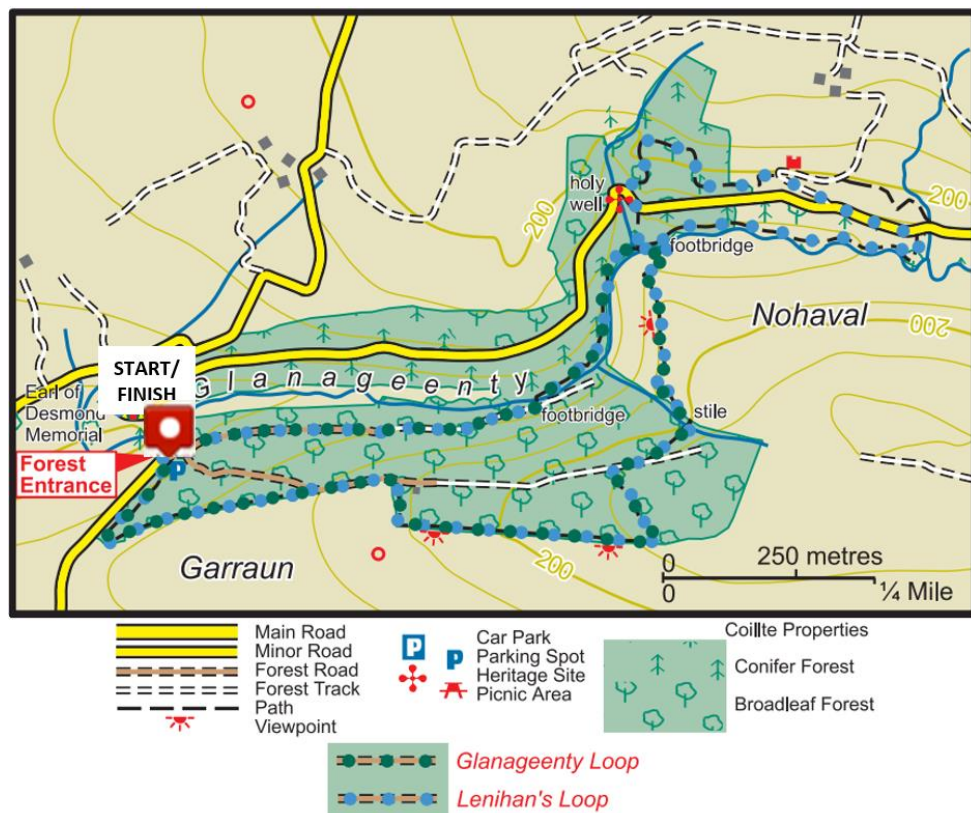 holy
well
200
200
footbridge
Nohaval
200
START/
FINISH
Glanageenty
Earl of
Desmond
Memorial
footbridge
stile
Forest
Entrance
P
250 metres
0
200
Garraun
0
¼ Mile
Main Road
Minor Road
Forest Road
Forest Track
Path
Viewpoint
P
Car Park
P
Parking Spot
Heritage Site
Picnic Area
Coillte Properties
Conifer Forest
Broadleaf Forest
Glanageenty Loop
Lenihan's Loop